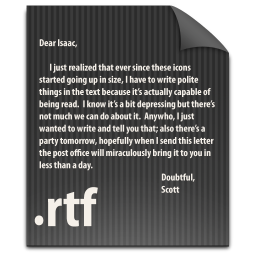 Dear Isaac,
I just realized that ever since these icons
started going up in size, I have to write polite
things in the text because it's actually capable of
being read. I know it's a bit depressing but there's
not much we can do about it. Anywho, I just
wanted to write and tell you that; also there's a
party tomorrow, hopefully when I send this letter
the post office will miraculously bring it to you in
less than a day.
Doubtful,
Scott
.rtf